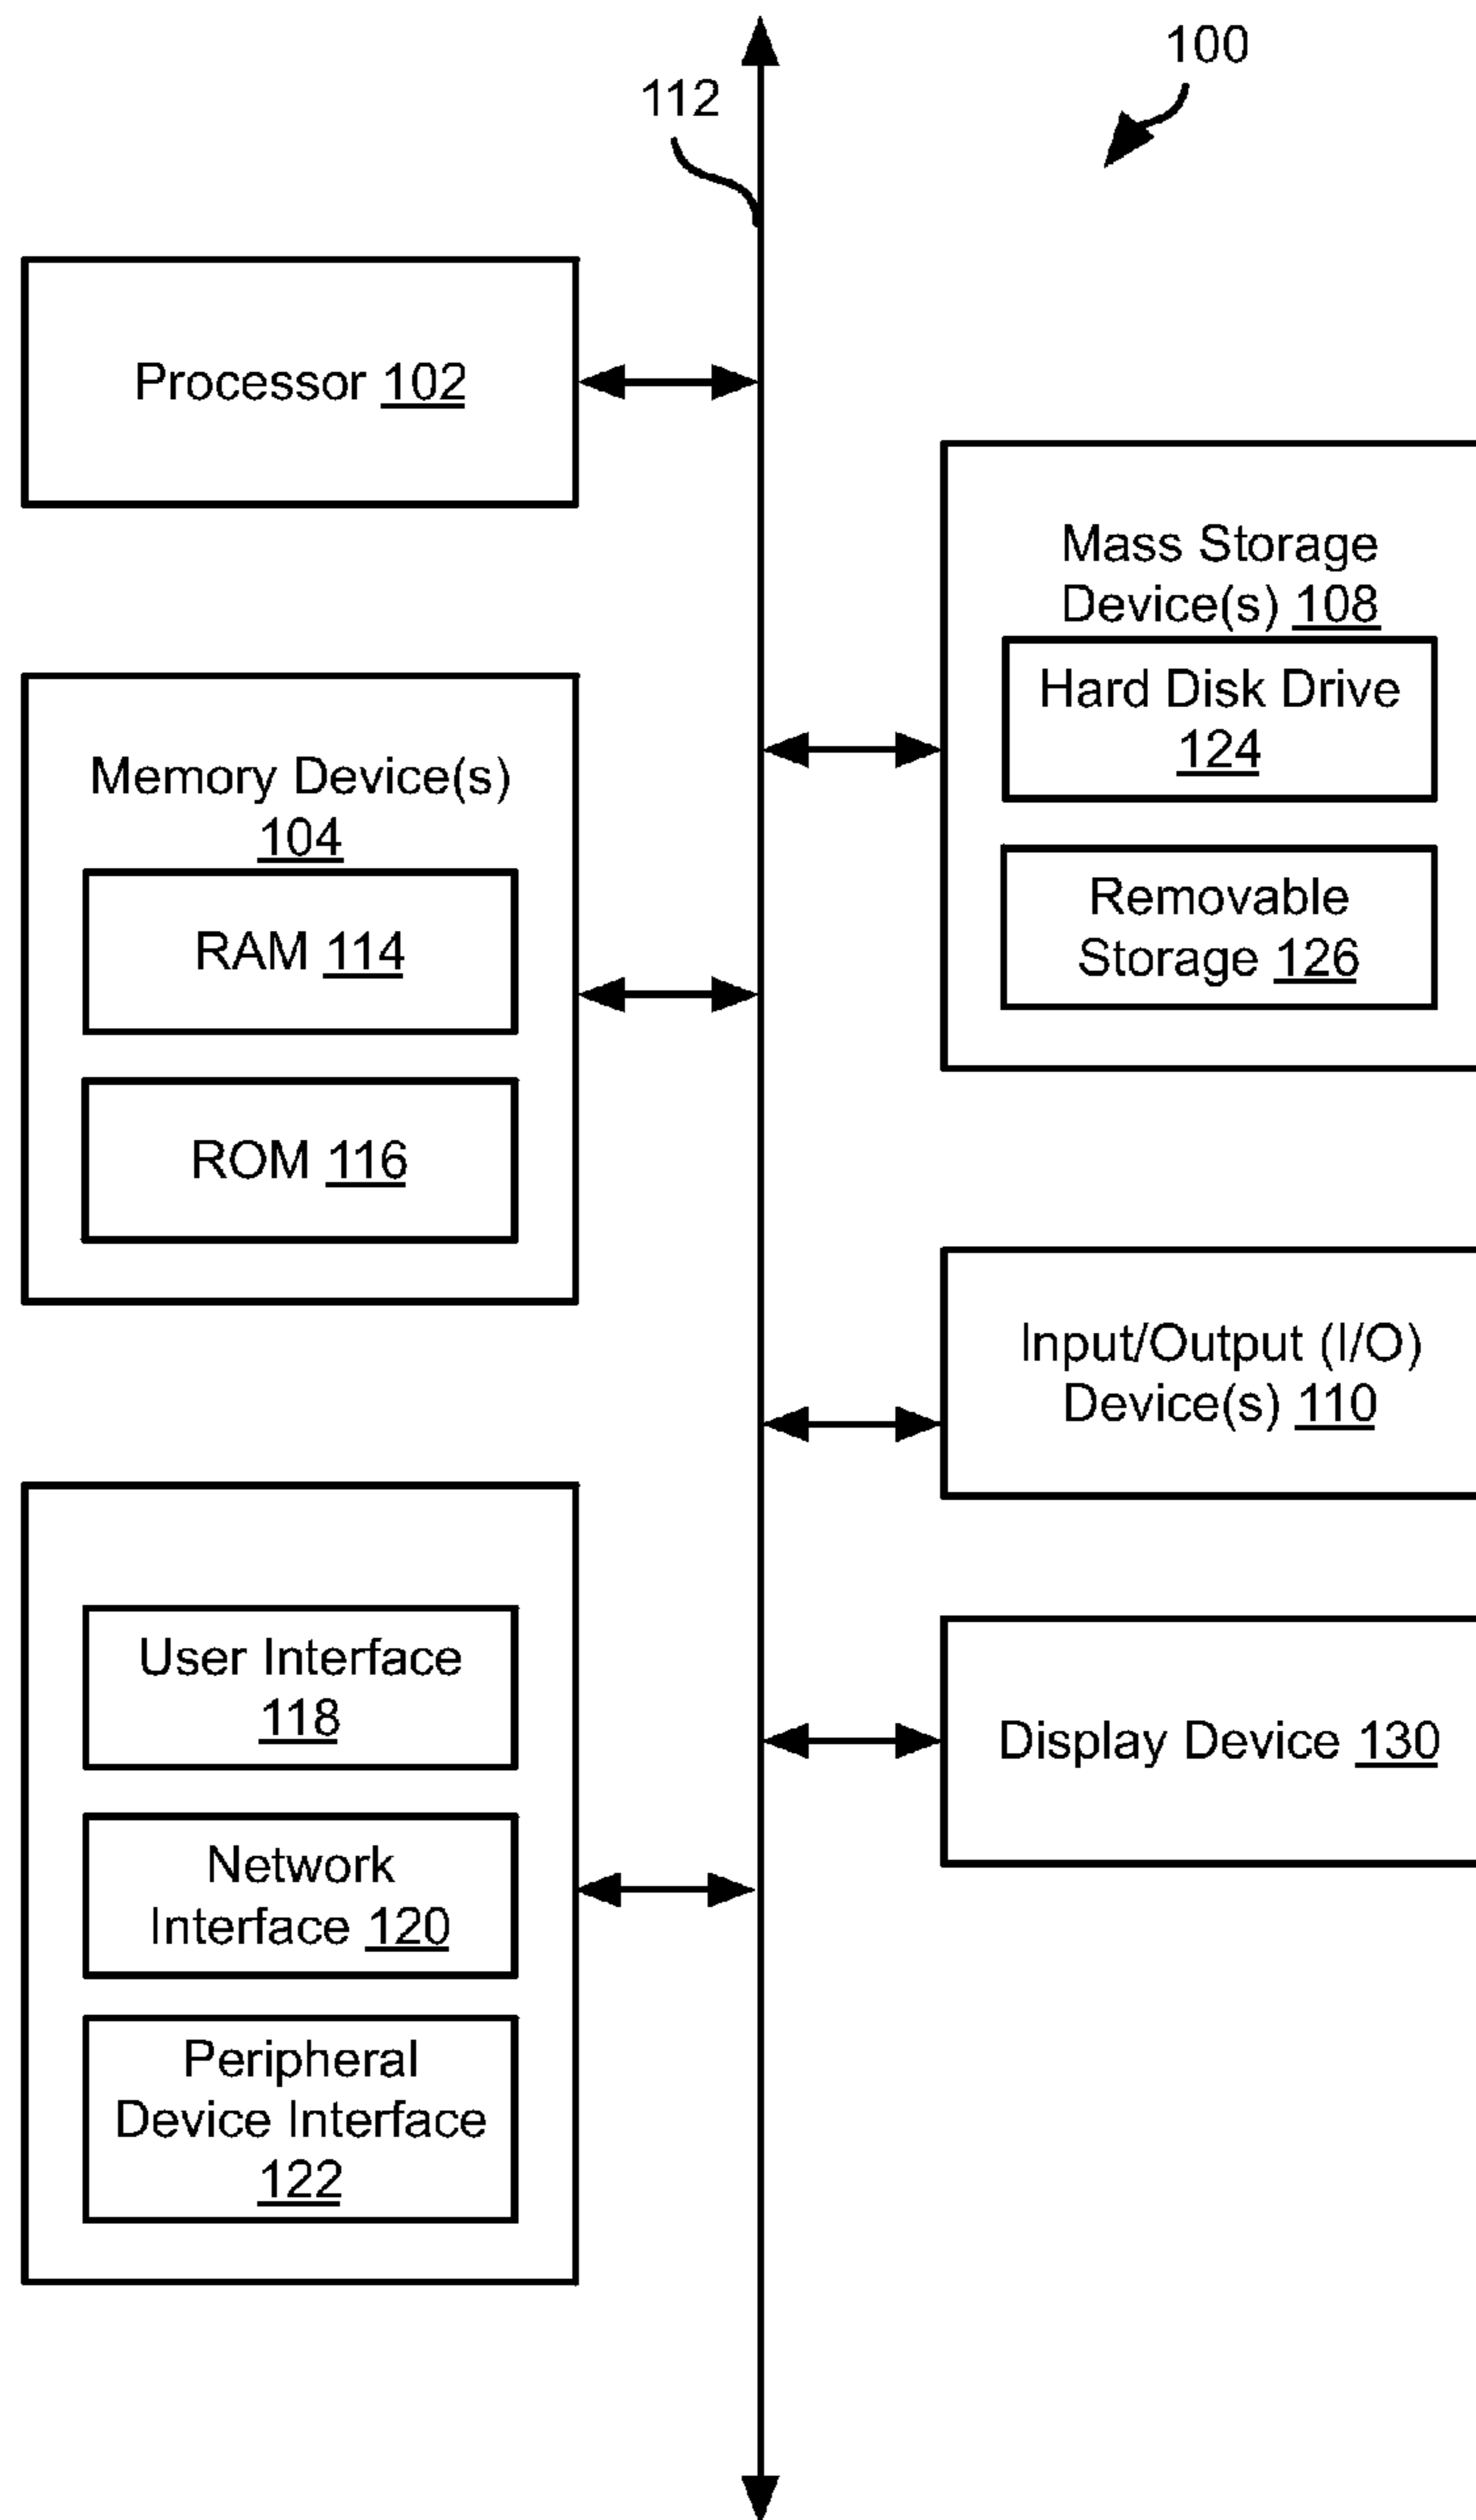 100
112
Processor 102
Mass Storage
Device(s) 108
Hard Disk Drive
124
Removable
Storage 126
Memory Device(s)
104
RAM 114
ROM 116
Input/Output (I/O)
Device(s) 110
User Interface
118
Network
Interface 120
Peripheral
Device Interface
122
Display Device 130